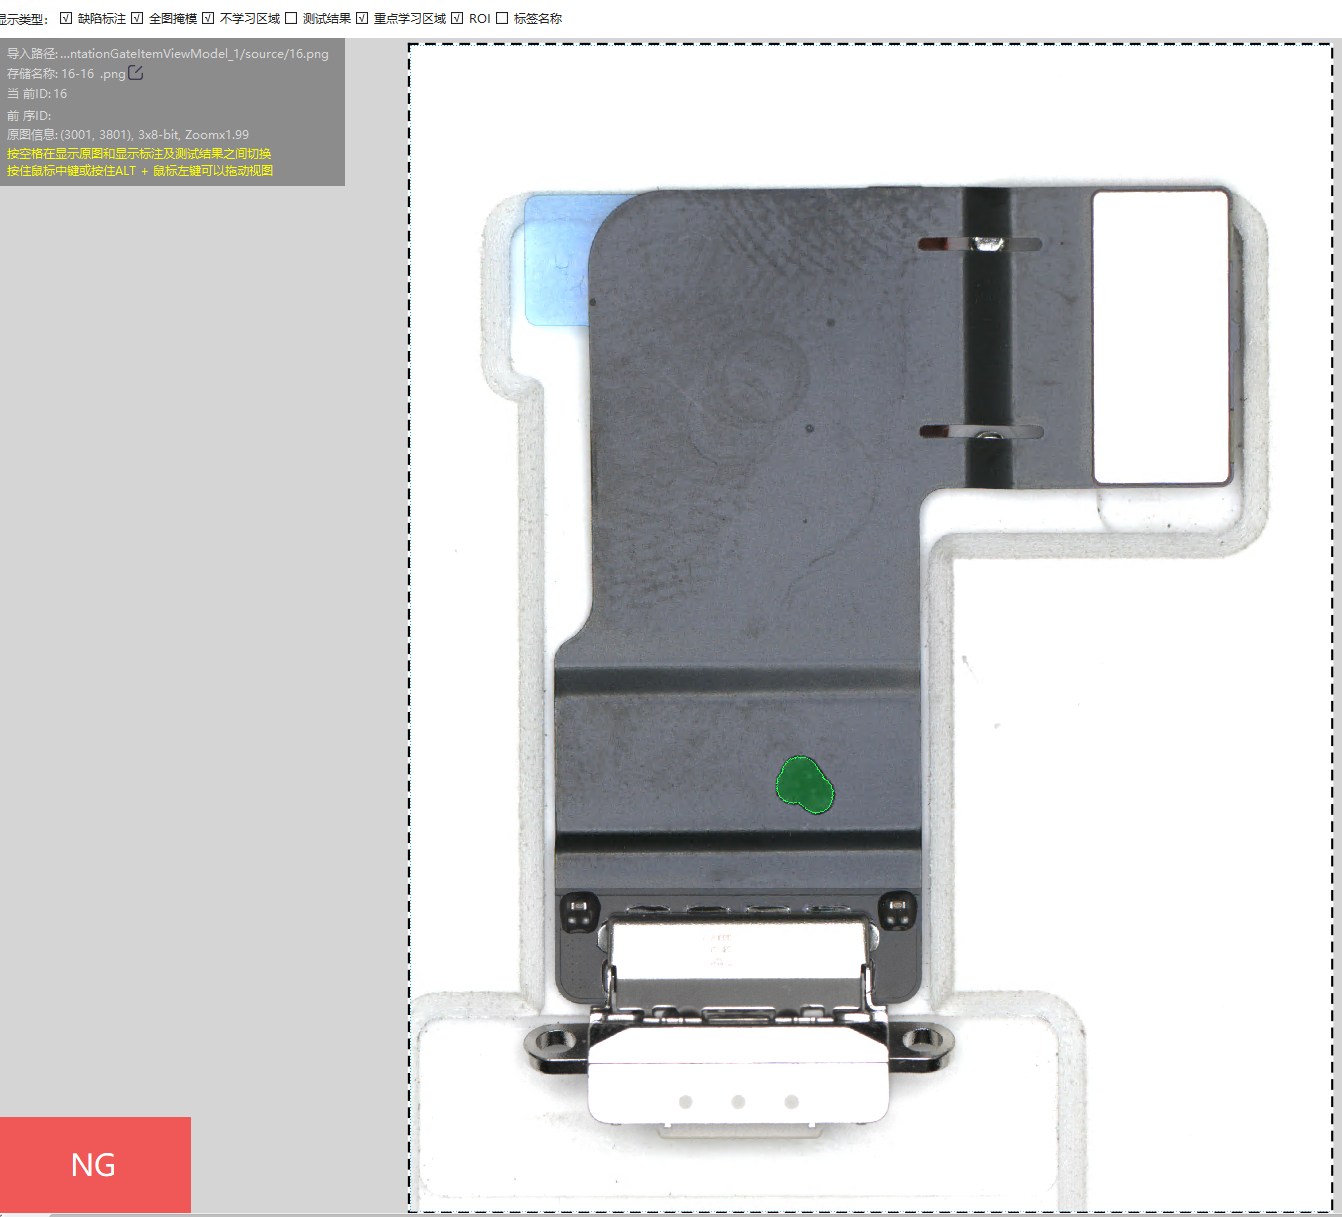 显示类型: 缺陷标注 全图掩模 不学习区域 测试结果 重点学习区域 ROI 标签名称
导入路径: ...ntationGateItemViewModel_1/source/16.png
存储名称: 16-16 .png
当 前ID: 16
前 序ID:
原图信息: (3001, 3801), 3x8-bit, Zoomx1.99
按空格在显示原图和显示标注及测试结果之间切换
按住鼠标中键或按住ALT + 鼠标左键可以拖动视图
NG